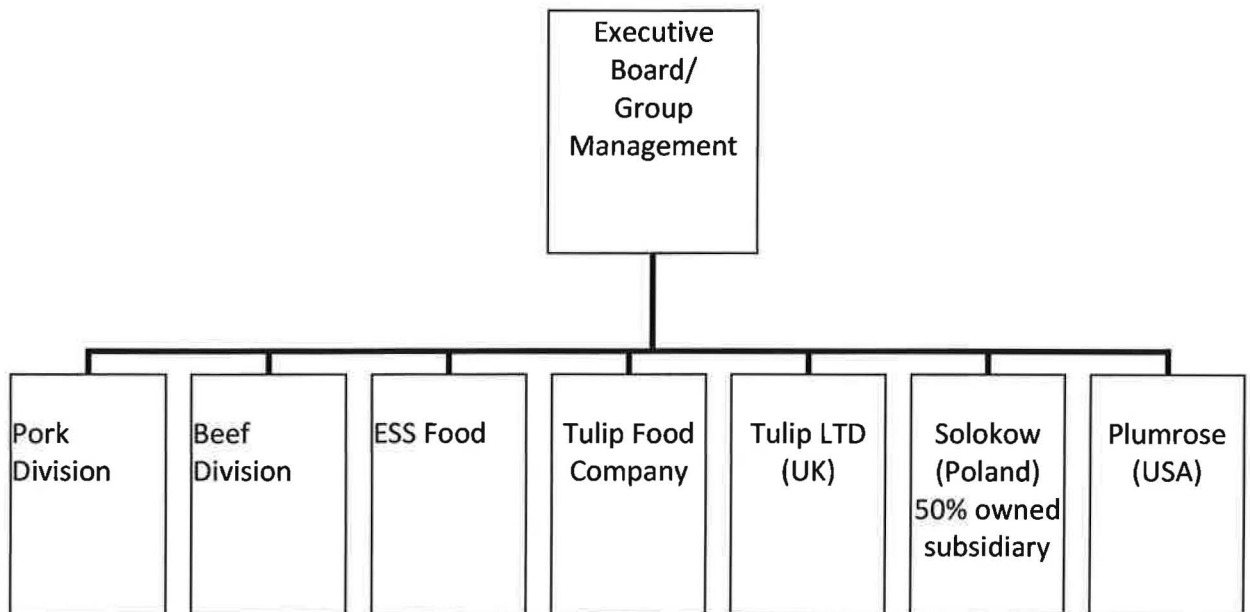 Executive
Board/
Group
Management
Pork
Division
Beef
Division
ESS Food
Tulip Food
Company
Tulip LTD
(UK)
Solokow
(Poland)
50% owned
subsidiary
Plumrose
(USA)